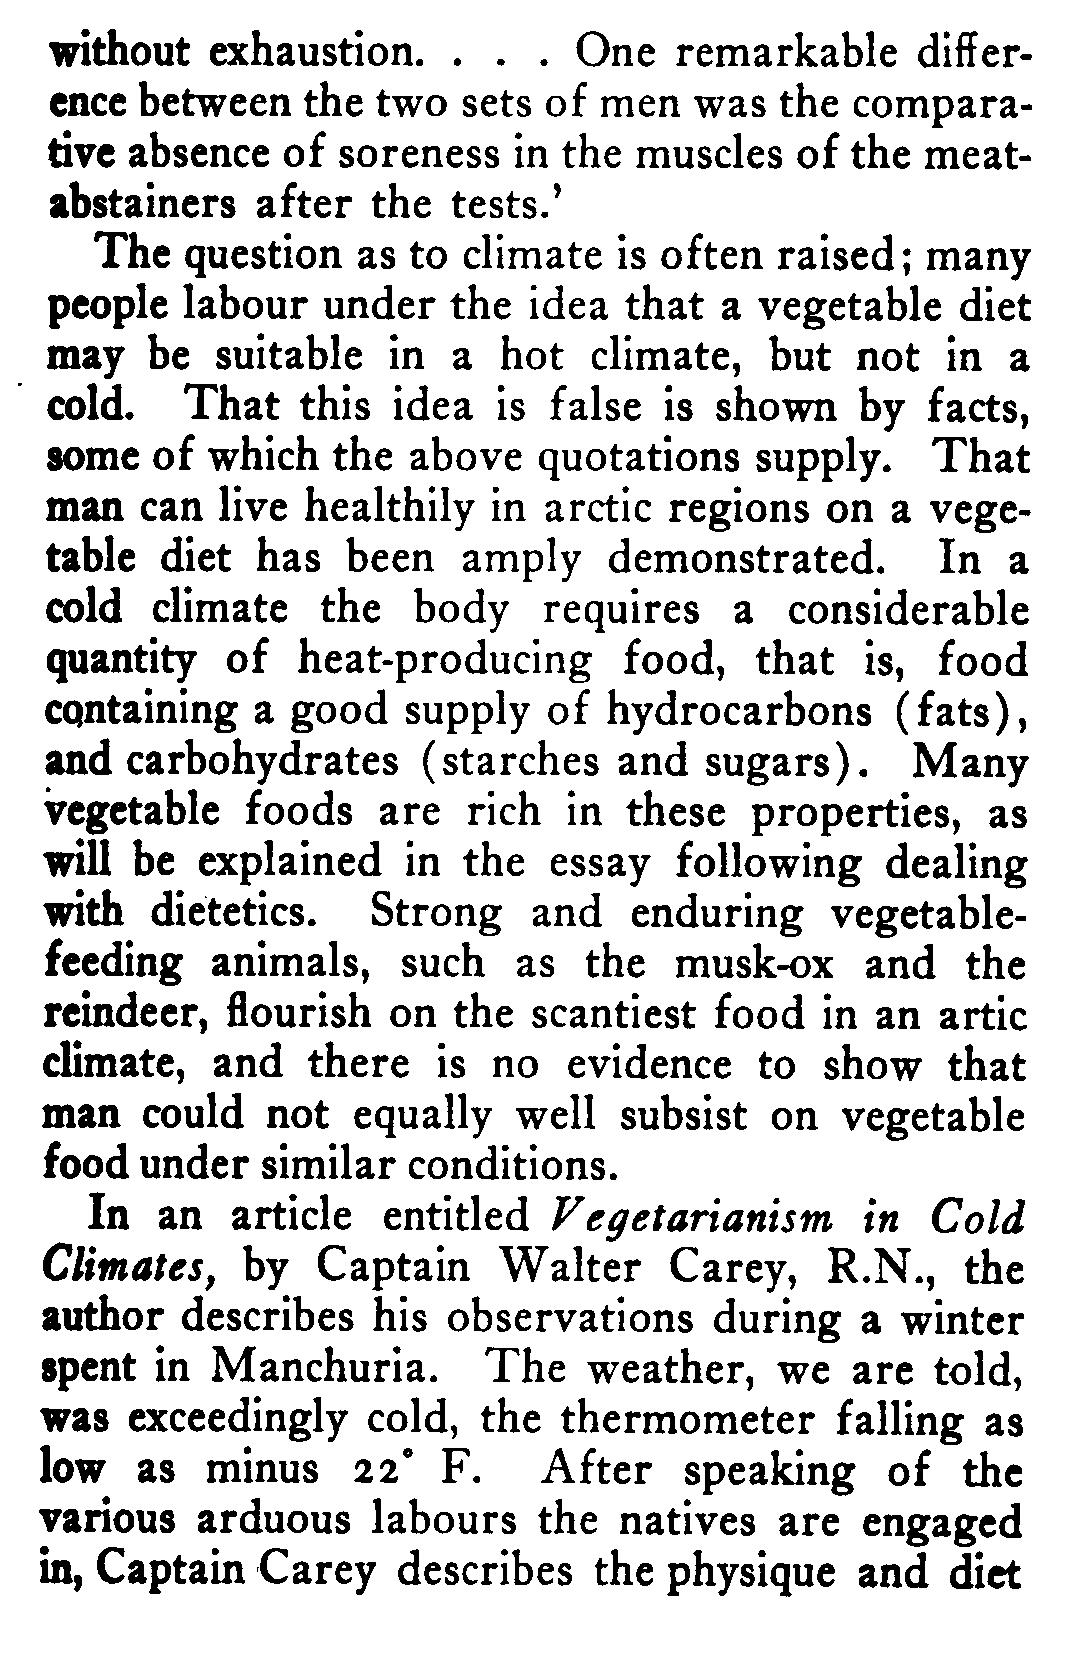 without exhaustion. . . . One remarkable differ-
ence between the two sets of men was the compara-
tive absence of soreness in the muscles of the meat-
abstainers after the tests.’
The question as to climate is often raised; many
people labour under the idea that a vegetable diet
may be suitable in a hot climate, but not in a
cold. That this idea is false is shown by facts,
some of which the above quotations supply. That
man can live healthily in arctic regions on a vege-
table diet has been amply demonstrated. In a
cold climate the body requires a considerable
quantity of heat-producing food, that is, food
containing a good supply of hydrocarbons (fats),
and carbohydrates (starches and sugars). Many
vegetable foods are rich in these properties, as
will be explained in the essay following dealing
with dietetics. Strong and enduring vegetable-
feeding animals, such as the musk-ox and the
reindeer, flourish on the scantiest food in an artic
climate, and there is no evidence to show that
man could not equally well subsist on vegetable
food under similar conditions.
In an article entitled Vegetarianism in Cold
Climates, by Captain Walter Carey, R.N., the
author describes his observations during a winter
spent in Manchuria. The weather, we are told,
was exceedingly cold, the thermometer falling as
low as minus 22° F. After speaking of the
various arduous labours the natives are engaged
in, Captain Carey describes the physique and diet